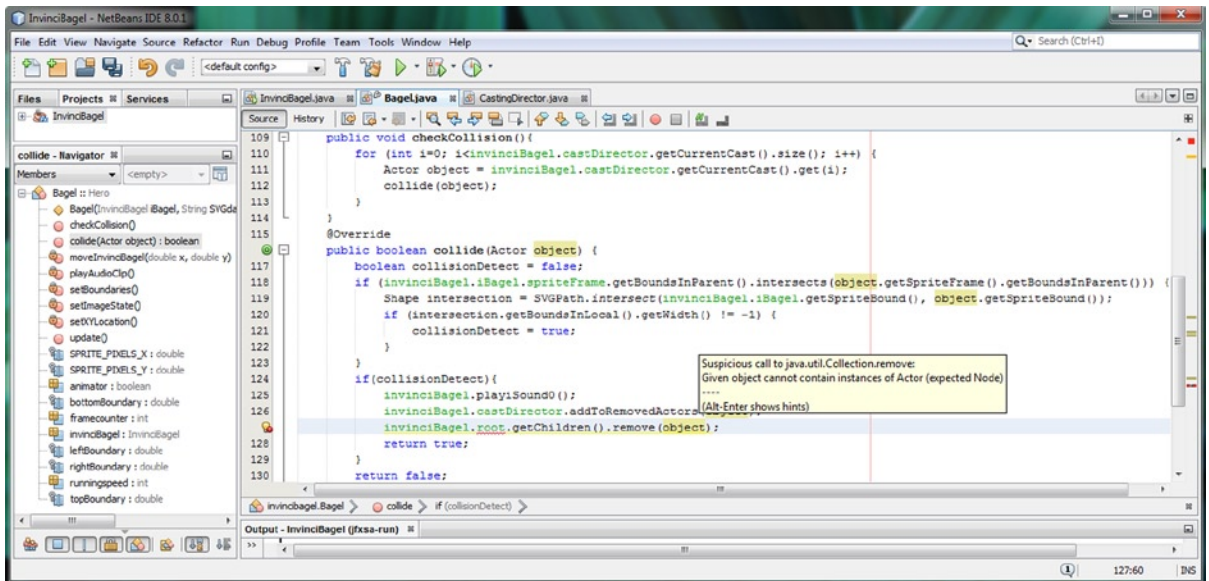 InvinciBagel - NetBeans IDE 8.0.1
File Edit View Navigate Source Refactor Run Debug Profile Team Tools Window Help
Search (Ctrl+I)
<default config>
Files Projects Services
InvinciBagel.java Bagel.java CastingDirector.java
InvinciBagel
Source History
collide - Navigator
Members <empty>
Bagel :: Hero
Bagel(InvinciBagel iBagel, String SVGda
checkCollision()
collide(Actor object) : boolean
moveInvinciBagel(double x, double y)
playAudioClip()
setBoundaries()
setImageState()
setXYLocation()
update()
SPRITE_PIXELS_X : double
SPRITE_PIXELS_Y : double
animator : boolean
bottomBoundary : double
framecounter : int
invinciBagel : InvinciBagel
leftBoundary : double
rightBoundary : double
runningspeed : int
topBoundary : double
109 public void checkCollision(){
110 for (int i=0; i<invinciBagel.castDirector.getCurrentCast().size(); i++) {
111 Actor object = invinciBagel.castDirector.getCurrentCast().get(i);
112 collide(object);
113 }
114 }
115 @Override
public boolean collide(Actor object) {
117 boolean collisionDetect = false;
118 if (invinciBagel.iBagel.spriteFrame.getBoundsInParent().intersects(object.getSpriteFrame().getBoundsInParent())) {
119 Shape intersection = SVGPath.intersect(invinciBagel.iBagel.getSpriteBound(), object.getSpriteBound());
120 if (intersection.getBoundsInLocal().getWidth() != -1) {
121 collisionDetect = true;
122 }
123 }
124 if(collisionDetect){
125 invinciBagel.playiSound0();
126 invinciBagel.castDirector.addToRemovedActors
invinciBagel.root.getChildren().remove(object);
128 return true;
129 }
130 return false;
Suspicious call to java.util.Collection.remove:
Given object cannot contain instances of Actor (expected Node)
----
(Alt-Enter shows hints)
invincibagel.Bagel collide if (collisionDetect)
Output - InvinciBagel (jfxsa-run)
127:60 INS